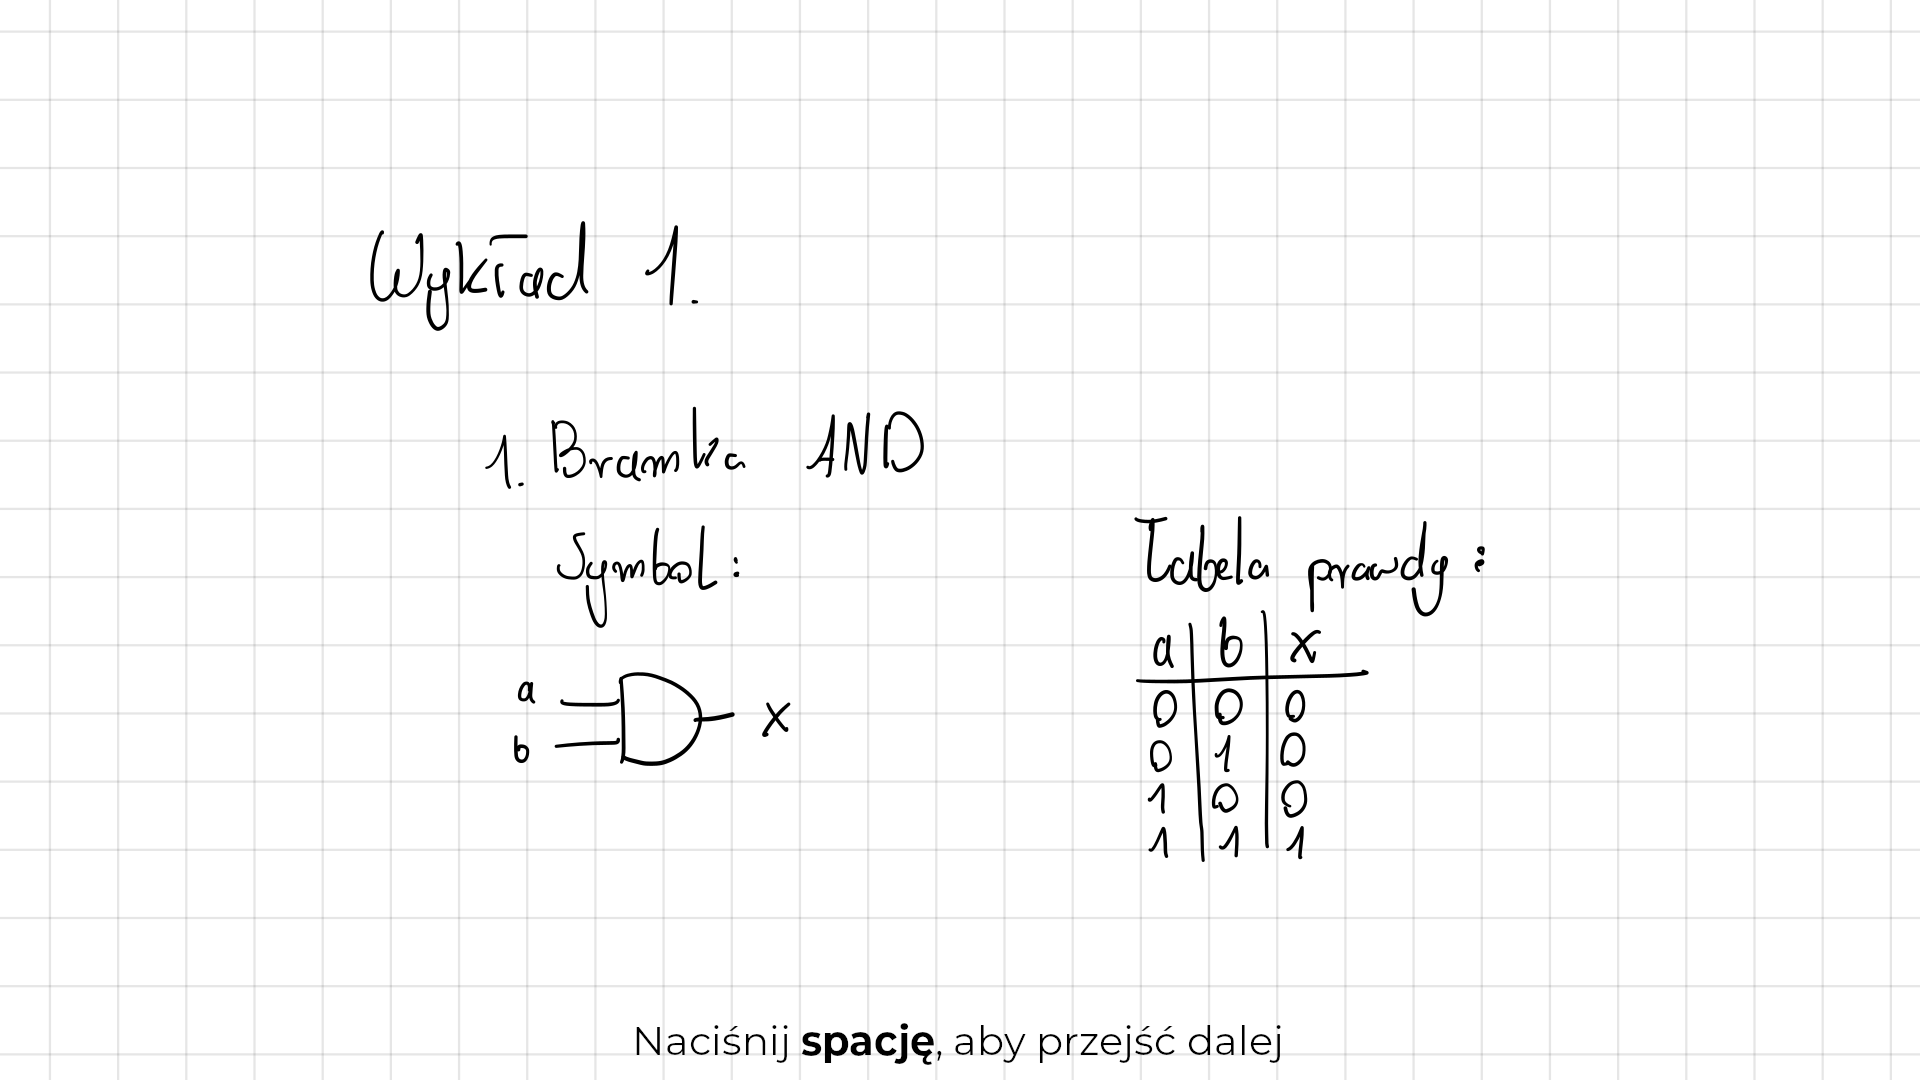 Wykład 1.
1. Bramka AND
Symbol:
a
b
x
Tabela prawdy:
a b x
0 0 0
0 1 0
1 0 0
1 1 1
Naciśnij spację, aby przejść dalej